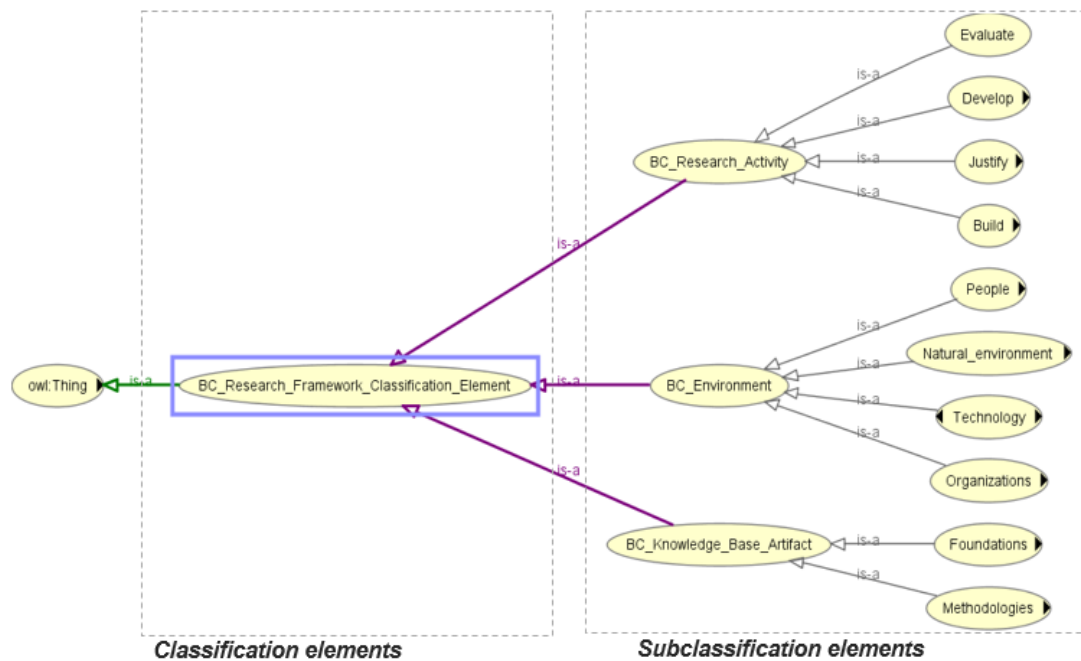 Evaluate
is-a
Develop
is-a
BC_Research_Activity
is-a
Justify
is-a
Build
is-a
People
is-a
Natural_environment
is-a
owl:Thing
is-a
BC_Research_Framework_Classification_Element
is-a
BC_Environment
is-a
Technology
is-a
Organizations
is-a
BC_Knowledge_Base_Artifact
is-a
Foundations
is-a
Methodologies
Classification elements
Subclassification elements